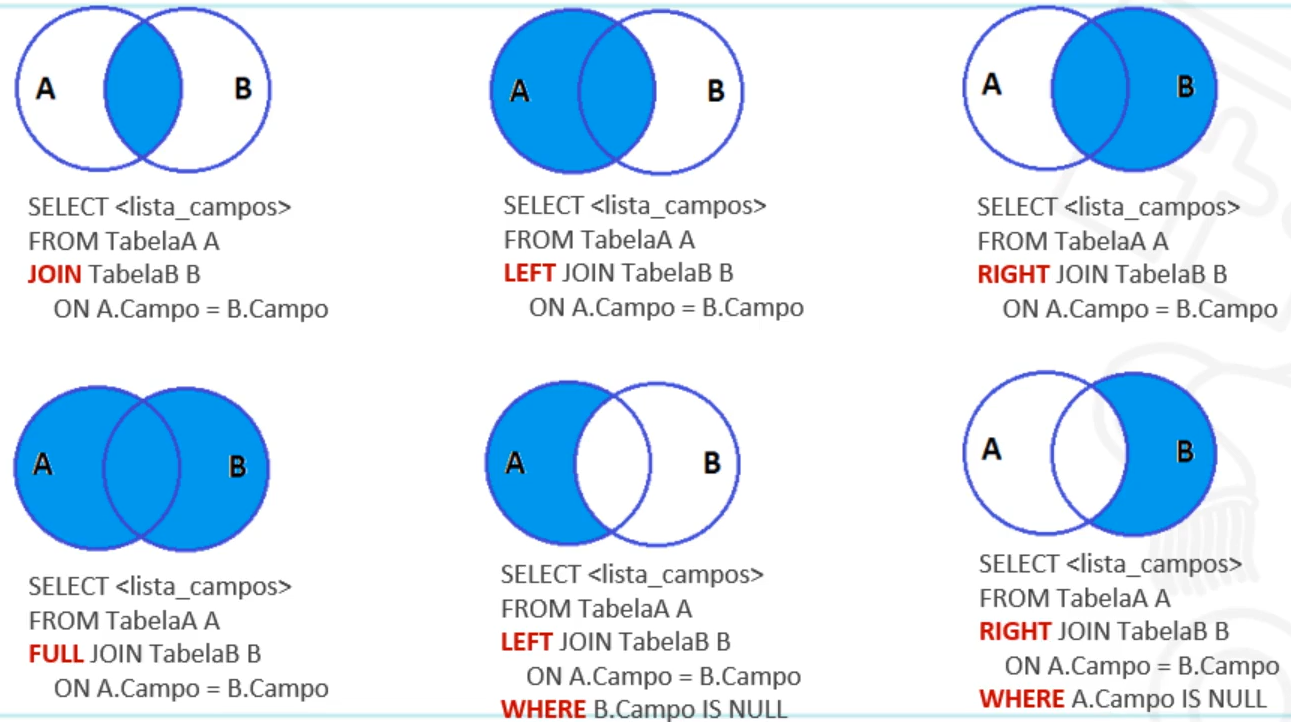 A B
SELECT <lista_campos>
FROM TabelaA A
JOIN TabelaB B
ON A.Campo = B.Campo
A B
SELECT <lista_campos>
FROM TabelaA A
LEFT JOIN TabelaB B
ON A.Campo = B.Campo
A B
SELECT <lista_campos>
FROM TabelaA A
RIGHT JOIN TabelaB B
ON A.Campo = B.Campo
A B
SELECT <lista_campos>
FROM TabelaA A
FULL JOIN TabelaB B
ON A.Campo = B.Campo
A B
SELECT <lista_campos>
FROM TabelaA A
LEFT JOIN TabelaB B
ON A.Campo = B.Campo
WHERE B.Campo IS NULL
A B
SELECT <lista_campos>
FROM TabelaA A
RIGHT JOIN TabelaB B
ON A.Campo = B.Campo
WHERE A.Campo IS NULL